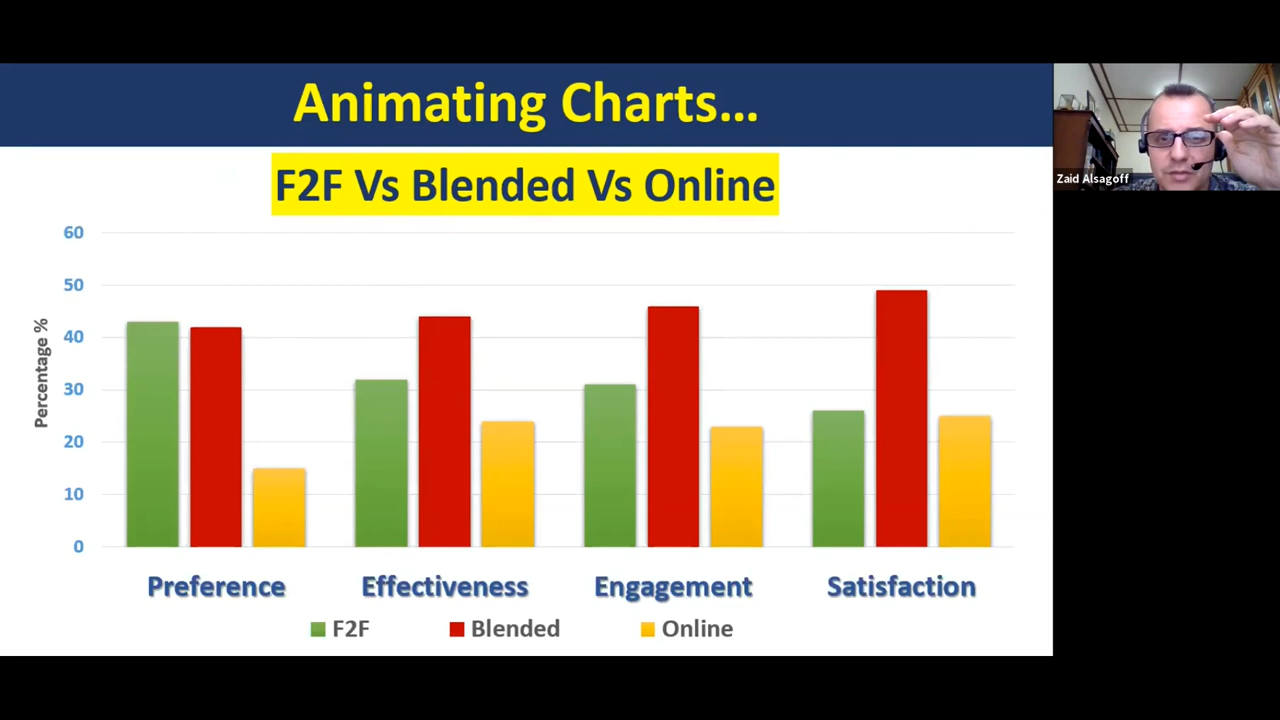 Animating Charts...
F2F Vs Blended Vs Online
Zaid Alsagoff
60
50
40
30
20
10
0
Percentage %
Preference Effectiveness Engagement Satisfaction
F2F Blended Online